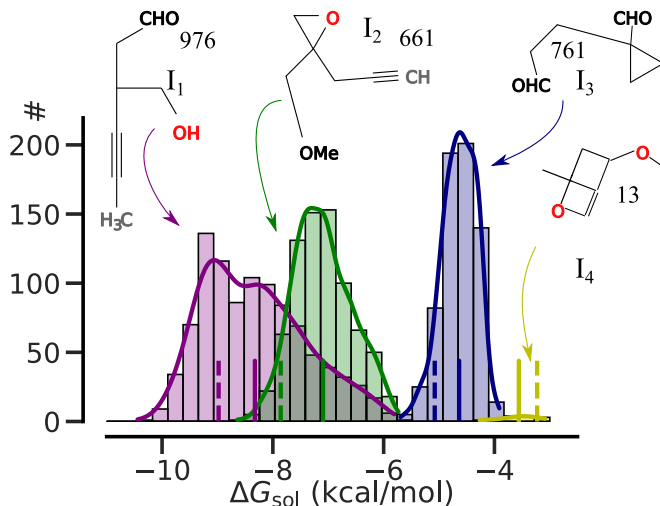 CHO 976
I1
OH
H3C
I2 661
O
CH
OMe
CHO
761
OHC I3
O
13
O
I4
#
200
150
100
50
0
−10 −8 −6 −4
ΔGsol (kcal/mol)